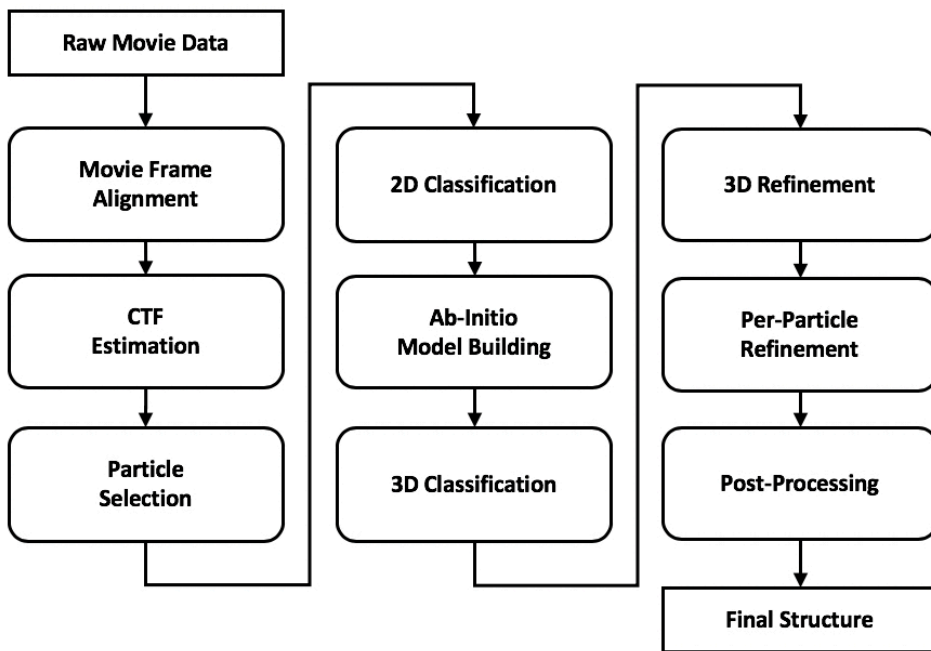 Raw Movie Data
Movie Frame
Alignment
CTF
Estimation
Particle
Selection
2D Classification
Ab-Initio
Model Building
3D Classification
3D Refinement
Per-Particle
Refinement
Post-Processing
Final Structure